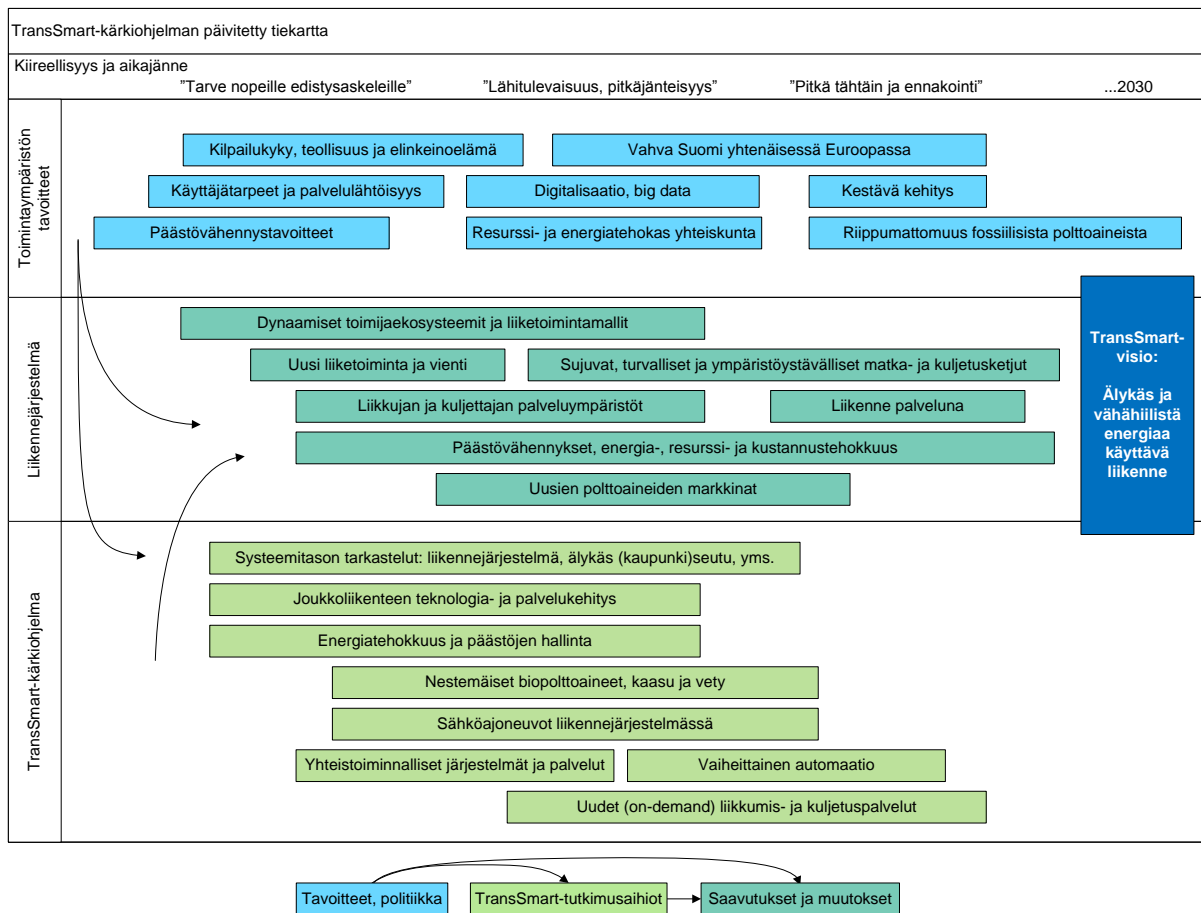 TransSmart-kärkiohjelman päivitetty tiekartta
Kiireellisyys ja aikajänne
”Tarve nopeille edistysaskeleille”
”Lähitulevaisuus, pitkäjänteisyys”
”Pitkä tähtäin ja ennakointi”
...2030
Toimintaympäristön
tavoitteet
Kilpailukyky, teollisuus ja elinkeinoelämä
Vahva Suomi yhtenäisessä Euroopassa
Käyttäjätarpeet ja palvelulähtöisyys
Digitalisaatio, big data
Kestävä kehitys
Päästövähennystavoitteet
Resurssi- ja energiatehokas yhteiskunta
Riippumattomuus fossiilisista polttoaineista
Liikennejärjestelmä
Dynaamiset toimijaekosysteemit ja liiketoimintamallit
Uusi liiketoiminta ja vienti
Sujuvat, turvalliset ja ympäristöystävälliset matka- ja kuljetusketjut
Liikkujan ja kuljettajan palveluympäristöt
Liikenne palveluna
Päästövähennykset, energia-, resurssi- ja kustannustehokkuus
Uusien polttoaineiden markkinat
TransSmart-
visio:
Älykäs ja
vähähiilistä
energiaa
käyttävä
liikenne
TransSmart-kärkiohjelma
Systeemitason tarkastelut: liikennejärjestelmä, älykäs (kaupunki)seutu, yms.
Joukkoliikenteen teknologia- ja palvelukehitys
Energiatehokkuus ja päästöjen hallinta
Nestemäiset biopolttoaineet, kaasu ja vety
Sähköajoneuvot liikennejärjestelmässä
Yhteistoiminnalliset järjestelmät ja palvelut
Vaiheittainen automaatio
Uudet (on-demand) liikkumis- ja kuljetuspalvelut
Tavoitteet, politiikka
TransSmart-tutkimusaihiot
Saavutukset ja muutokset